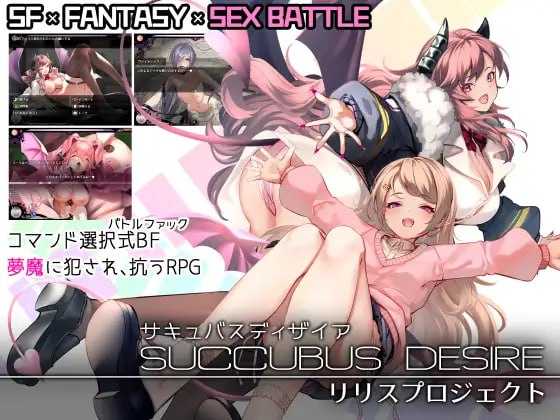 SF × FANTASY × SEX BATTLE
バトルファック
コマンド選択式BF
夢魔に犯され、抗うRPG
サキュバスディザイア
SUCCUBUS DESIRE
リリスプロジェクト